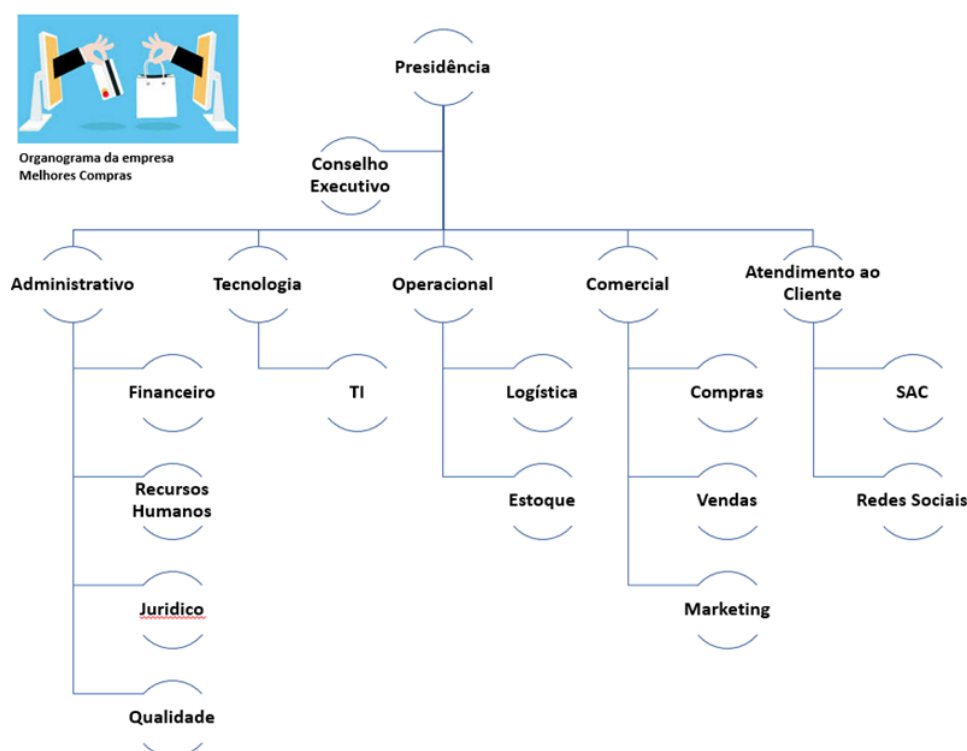 Organograma da empresa
Melhores Compras
Presidência
Conselho
Executivo
Administrativo
Tecnologia
Operacional
Comercial
Atendimento ao
Cliente
Financeiro
TI
Logística
Compras
SAC
Recursos
Humanos
Estoque
Vendas
Redes Sociais
Juridico
Marketing
Qualidade